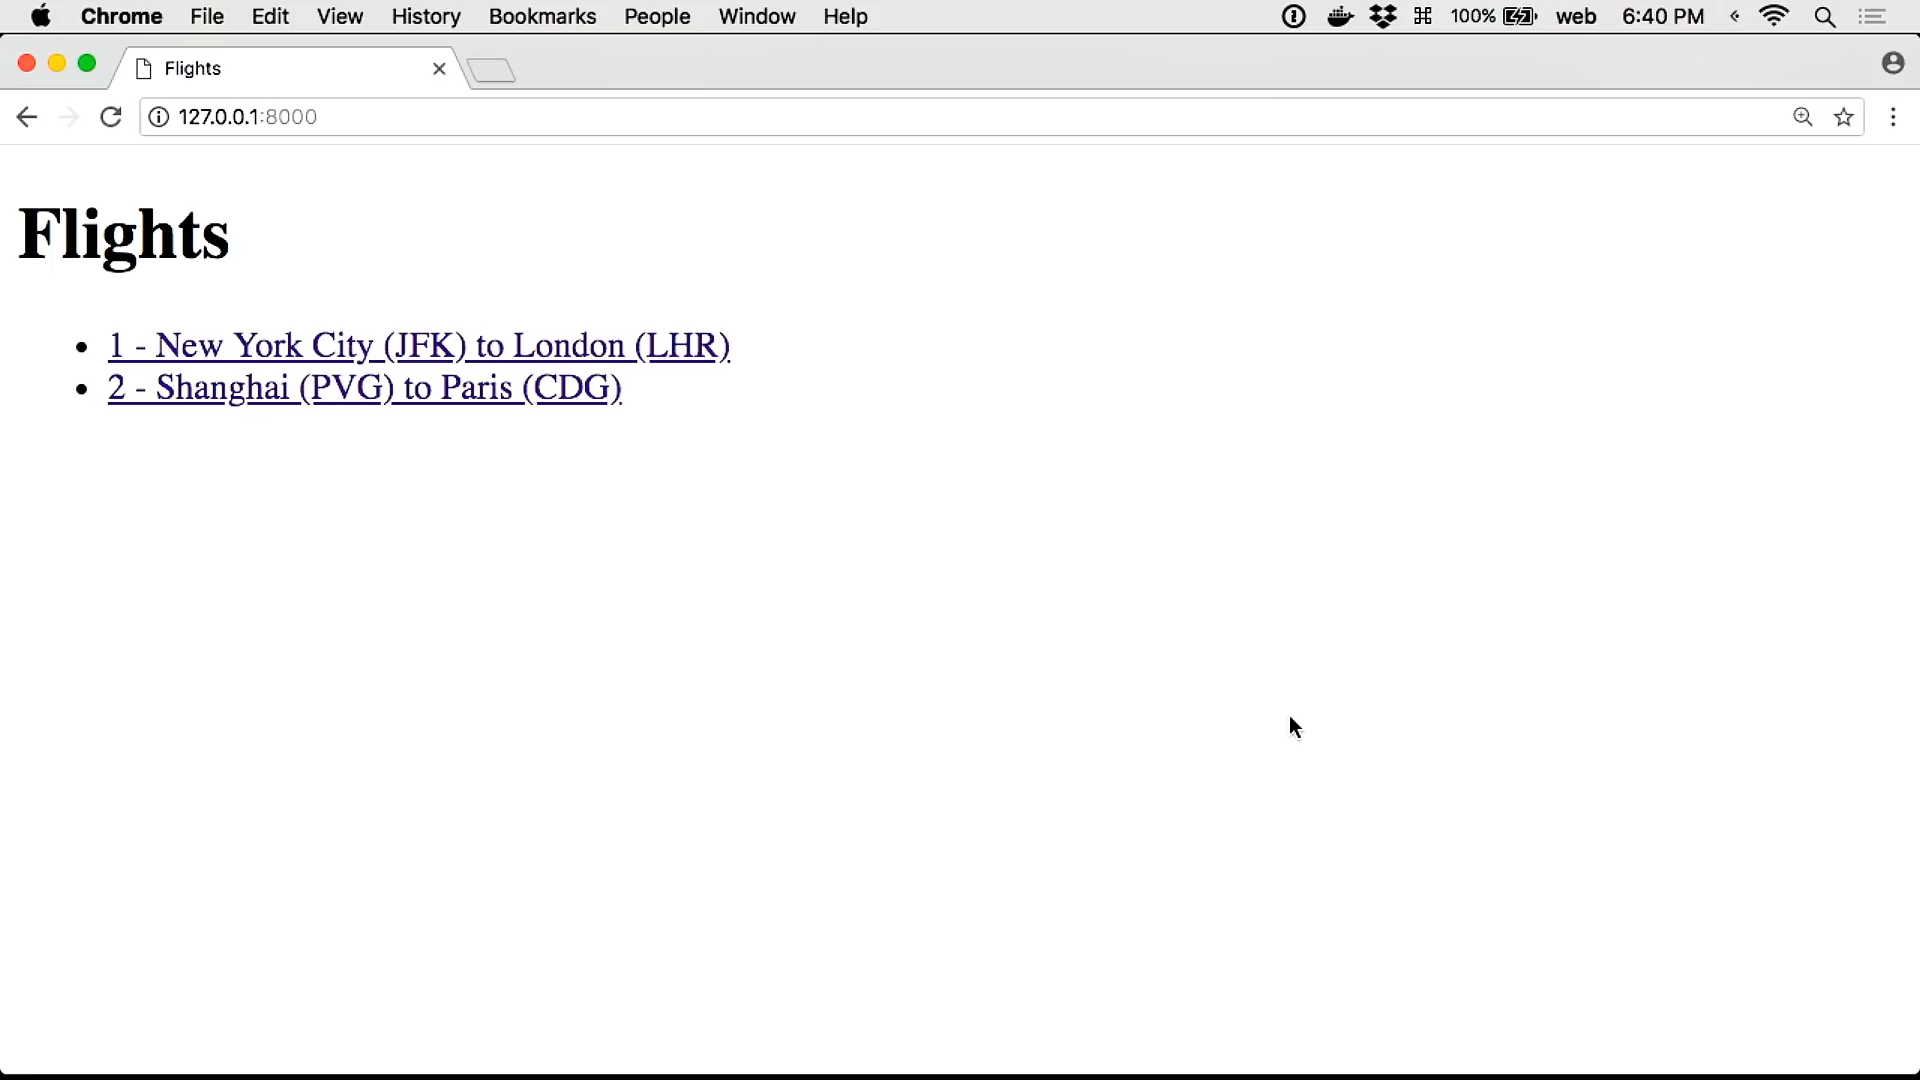 Chrome File Edit View History Bookmarks People Window Help 100% web 6:40 PM
Flights
127.0.0.1:8000
Flights
1 - New York City (JFK) to London (LHR)
2 - Shanghai (PVG) to Paris (CDG)